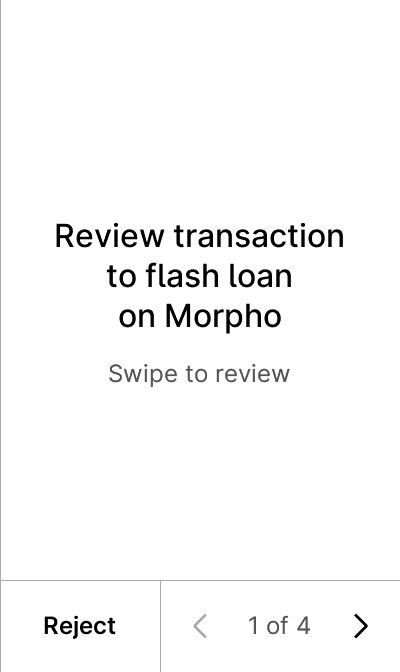 Review transaction
to flash loan
on Morpho
Swipe to review
Reject
1 of 4